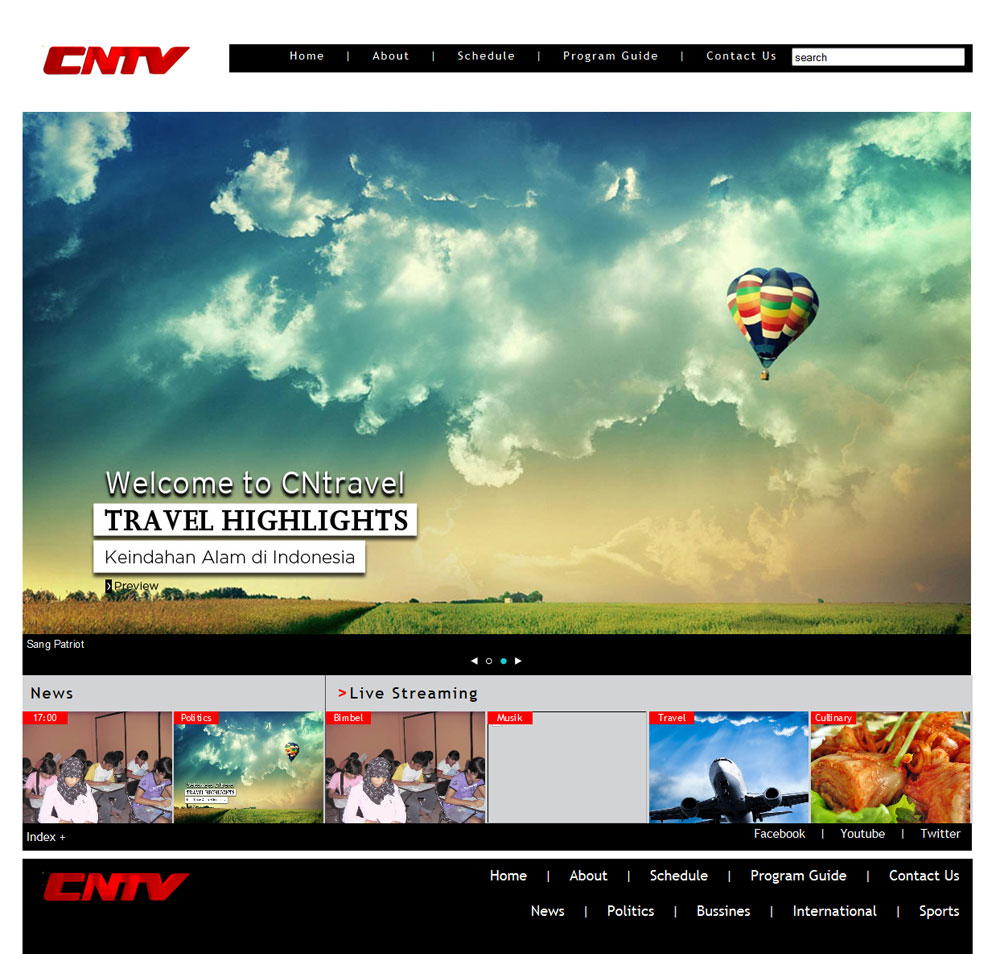 CNTV
Home | About | Schedule | Program Guide | Contact Us search
Welcome to CNtravel
TRAVEL HIGHLIGHTS
Keindahan Alam di Indonesia
Preview
Sang Patriot
News >Live Streaming
17:00 Politics Bimbel Musik Travel Cullinary
TRAVEL HIGHLIGHTS
Index + Facebook | Youtube | Twitter
CNTV
Home | About | Schedule | Program Guide | Contact Us
News | Politics | Bussines | International | Sports